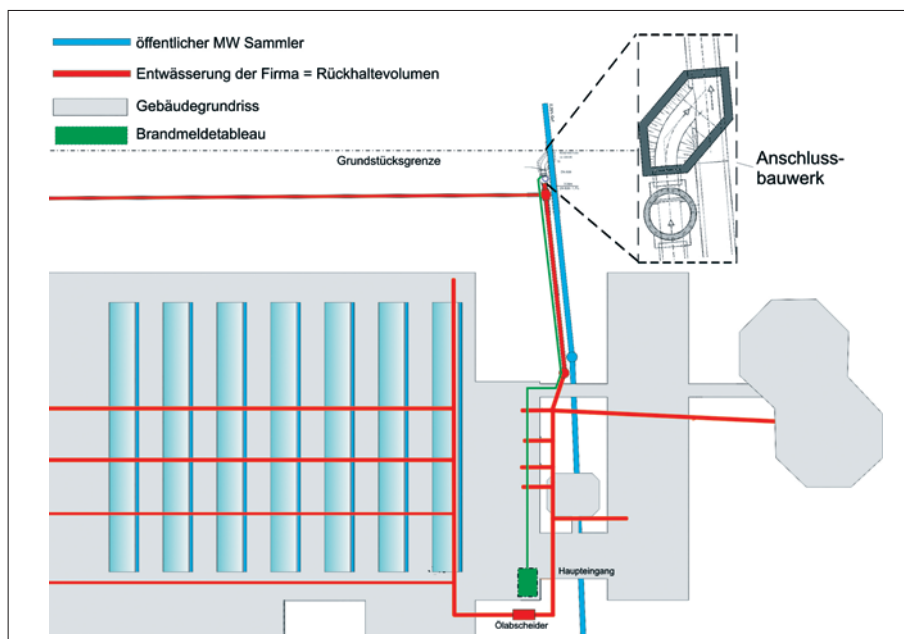 öffentlicher MW Sammler
Entwässerung der Firma = Rückhaltevolumen
Gebäudegrundriss
Brandmeldetableau
Grundstücksgrenze
Anschluss-
bauwerk
Haupteingang
Ölabscheider